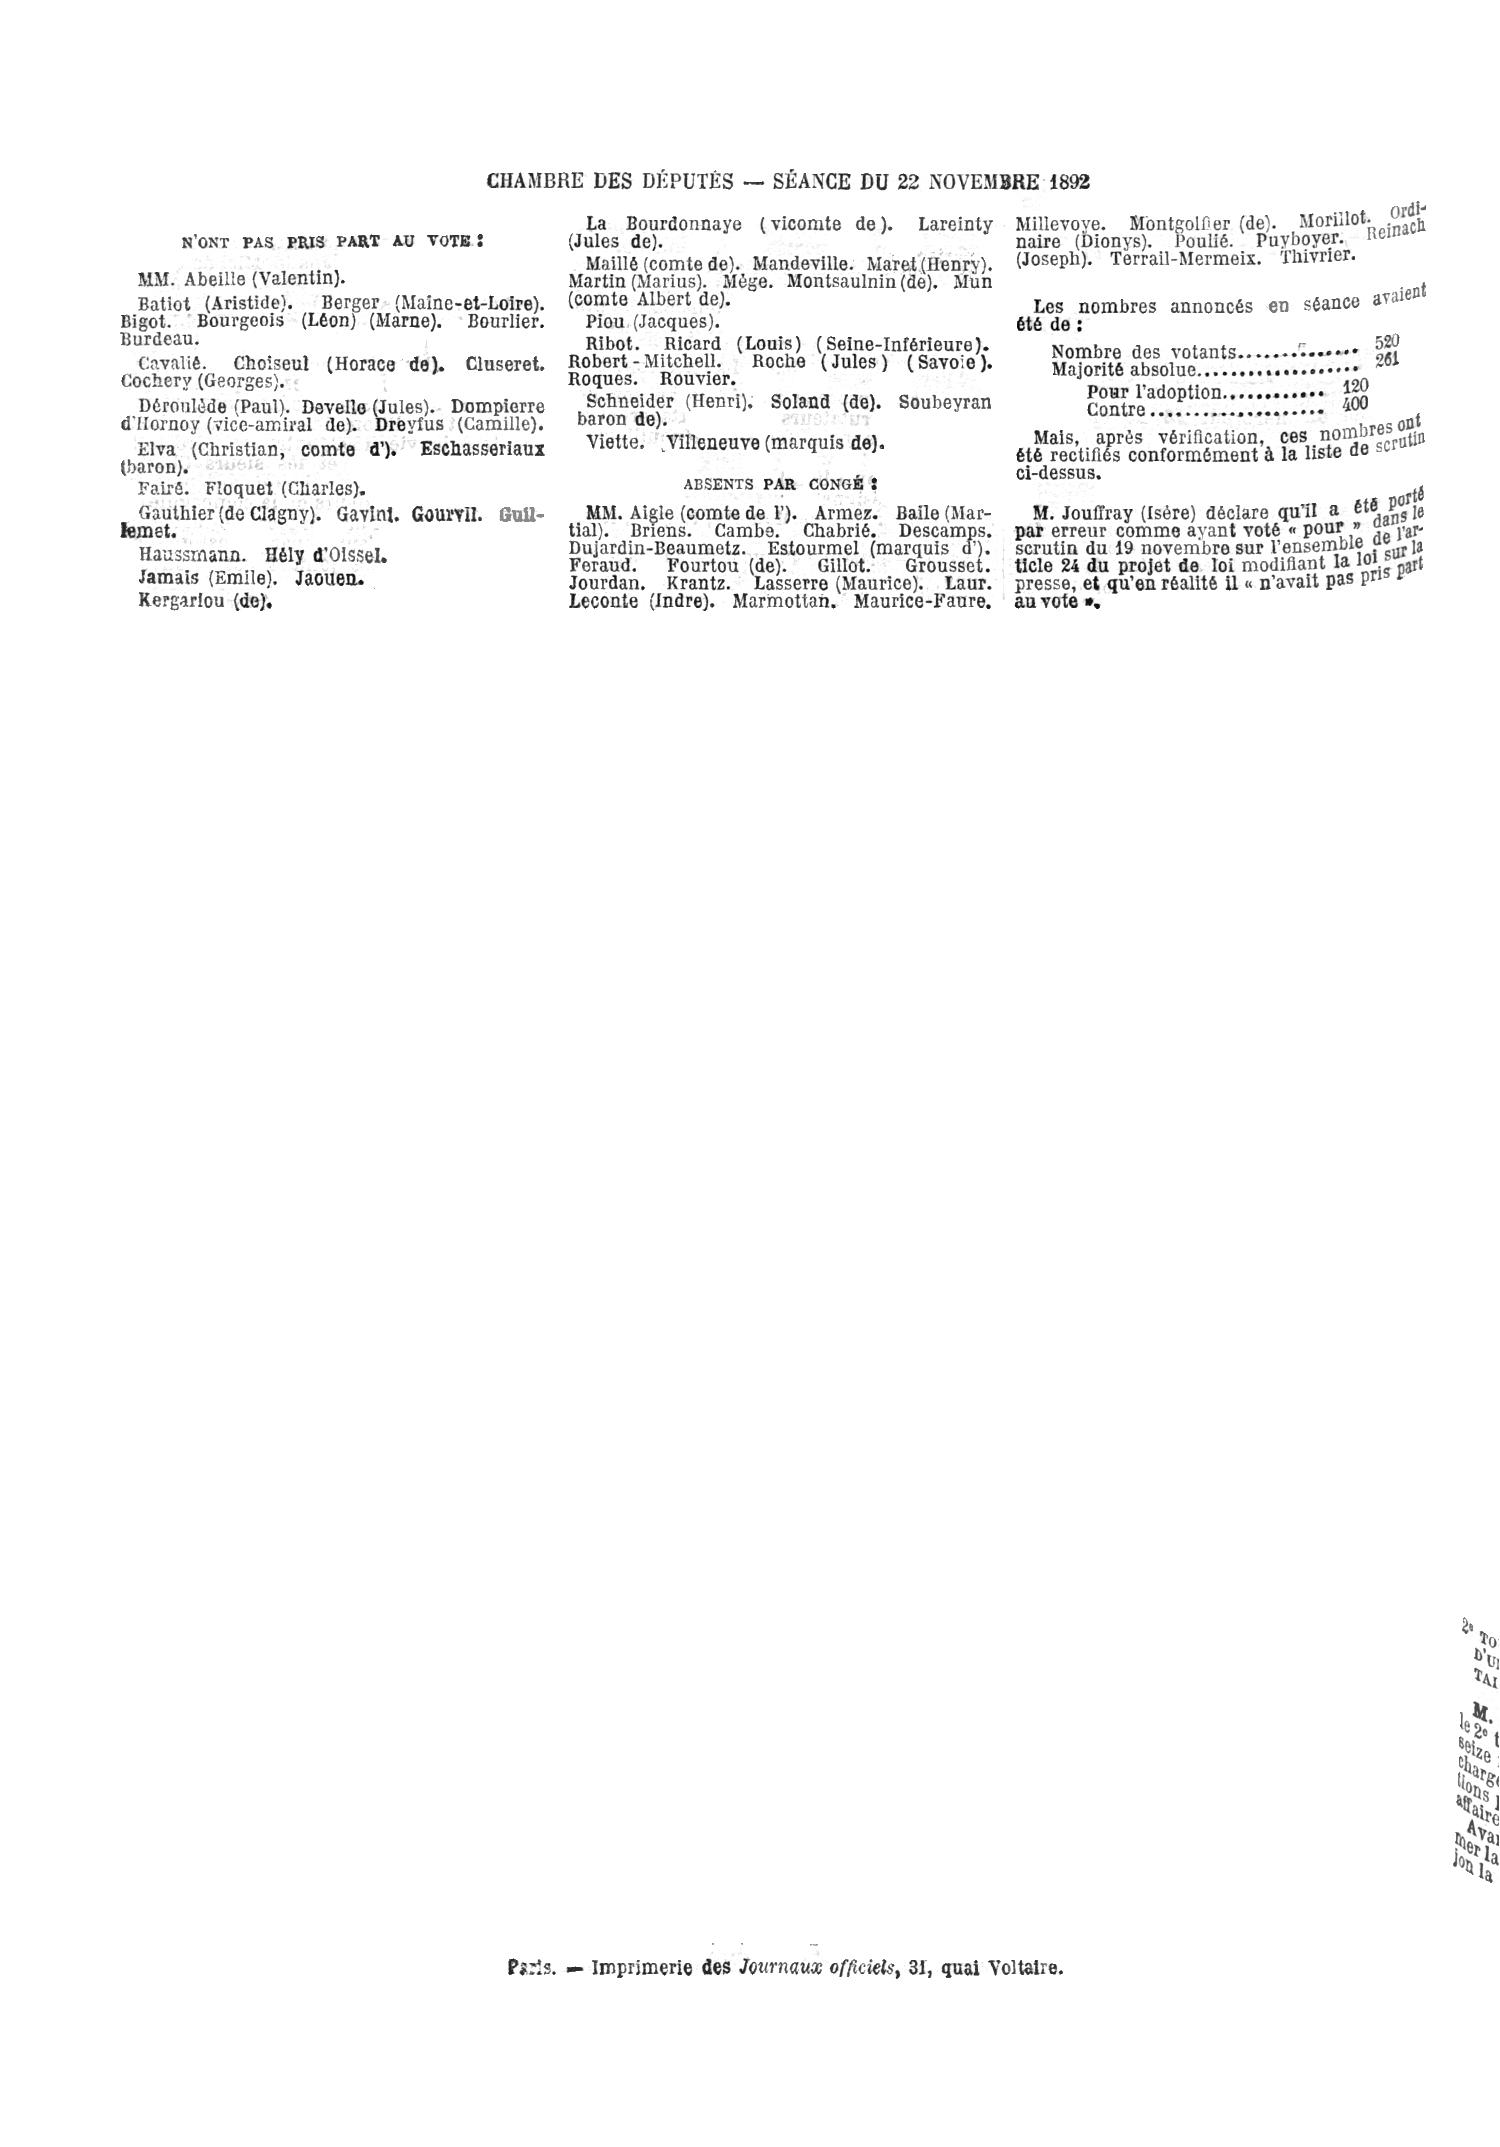 CHAMBRE DES DÉPUTÉS — SÉANCE DU 22 NOVEMBRE 1892
N'ONT PAS PRIS PART AU VOTE :
MM. Abeille (Valentin).
Batiot (Aristide). Berger (Maine-et-Loire).
Bigot. Bourgeois (Léon) (Marne). Bourlier.
Burdeau.
Cavalié. Choiseul (Horace de). Cluseret.
Cochery (Georges).
Déroulède (Paul). Develle (Jules). Dompierre
d'Hornoy (vice-amiral de). Dreyfus (Camille).
Elva (Christian, comte d'). Eschasseriaux
(baron).
Fairé. Floquet (Charles).
Gauthier (de Clagny). Gavini. Gourvil. Guil-
lemet.
Haussmann. Hély d'Oissel.
Jamais (Emile). Jaouen.
Kergariou (de).
La Bourdonnaye (vicomte de). Lareinty
(Jules de).
Maillé (comte de). Mandeville. Maret (Henry).
Martin (Marius). Mège. Montsaulnin (de). Mun
(comte Albert de).
Piou (Jacques).
Ribot. Ricard (Louis) (Seine-Inférieure).
Robert-Mitchell. Roche (Jules) (Savoie).
Roques. Rouvier.
Schneider (Henri). Soland (de). Soubeyran
baron de).
Viette. Villeneuve (marquis de).
ABSENTS PAR CONGÉ :
MM. Aigle (comte de l'). Armez. Baile (Mar-
tial). Briens. Cambe. Chabrié. Descamps.
Dujardin-Beaumetz. Estourmel (marquis d').
Feraud. Fourtou (de). Gillot. Grousset.
Jourdan. Krantz. Lasserre (Maurice). Laur.
Leconte (Indre). Marmottan. Maurice-Faure.
Millevoye. Montgolfier (de). Morillot. Ordi-
naire (Dionys). Poulié. Puyboyer. Reinach
(Joseph). Terrail-Mermeix. Thivrier.
Les nombres annoncés en séance avaient
été de :
Nombre des votants.................. 520
Majorité absolue.................... 261
Pour l'adoption............ 120
Contre..................... 400
Mais, après vérification, ces nombres ont
été rectifiés conformément à la liste de scrutin
ci-dessus.
M. Jouffray (Isère) déclare qu'il a été porté
par erreur comme ayant voté « pour » dans le
scrutin du 19 novembre sur l'ensemble de l'ar-
ticle 24 du projet de loi modifiant la loi sur la
presse, et qu'en réalité il « n'avait pas pris part
au vote ».
2e TO
D'U
TAI
M.
le 2e t
seize
charge
tions
affaire
Ava
mer la
jon la
Paris. — Imprimerie des Journaux officiels, 31, quai Voltaire.